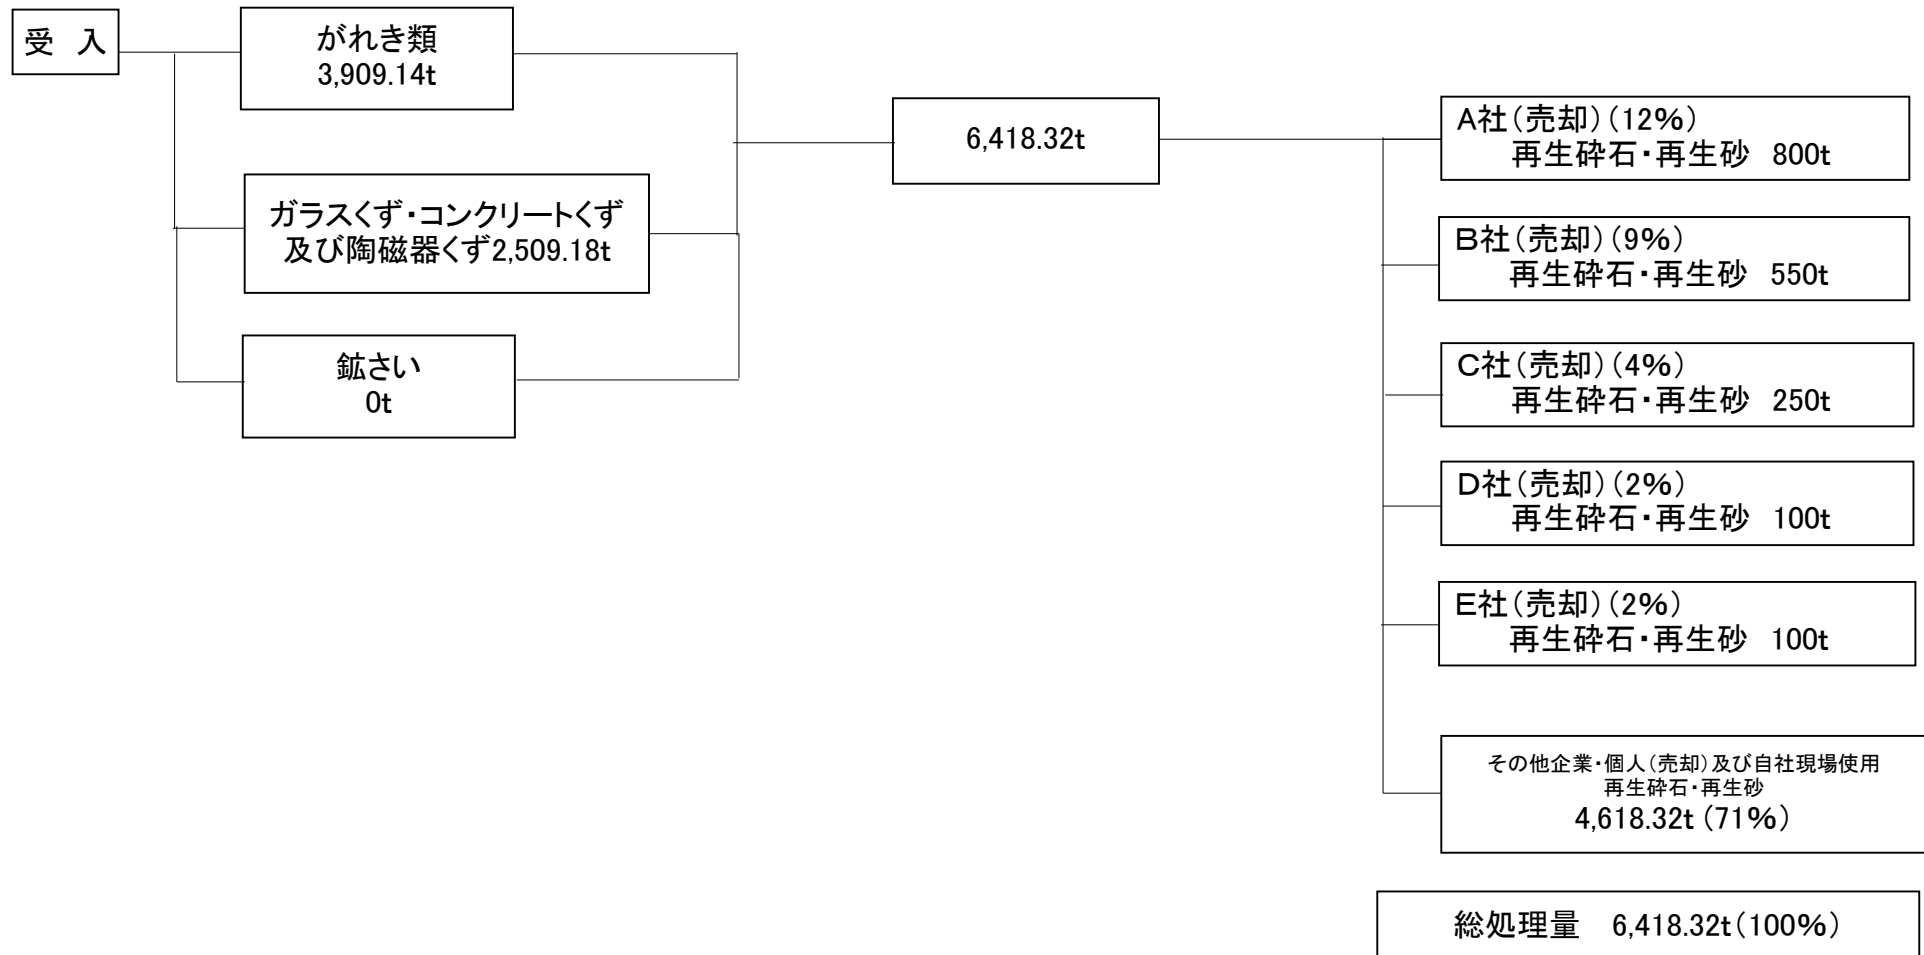 受　入
がれき類
3,909.14t
ガラスくず・コンクリートくず
及び陶磁器くず2,509.18t
鉱さい
0t
6,418.32t
A社(売却)(12%)
再生砕石・再生砂　800t
B社(売却)(9%)
再生砕石・再生砂　550t
C社(売却)(4%)
再生砕石・再生砂　250t
D社(売却)(2%)
再生砕石・再生砂　100t
E社(売却)(2%)
再生砕石・再生砂　100t
その他企業・個人(売却)及び自社現場使用
再生砕石・再生砂
4,618.32t(71%)
総処理量　6,418.32t(100%)